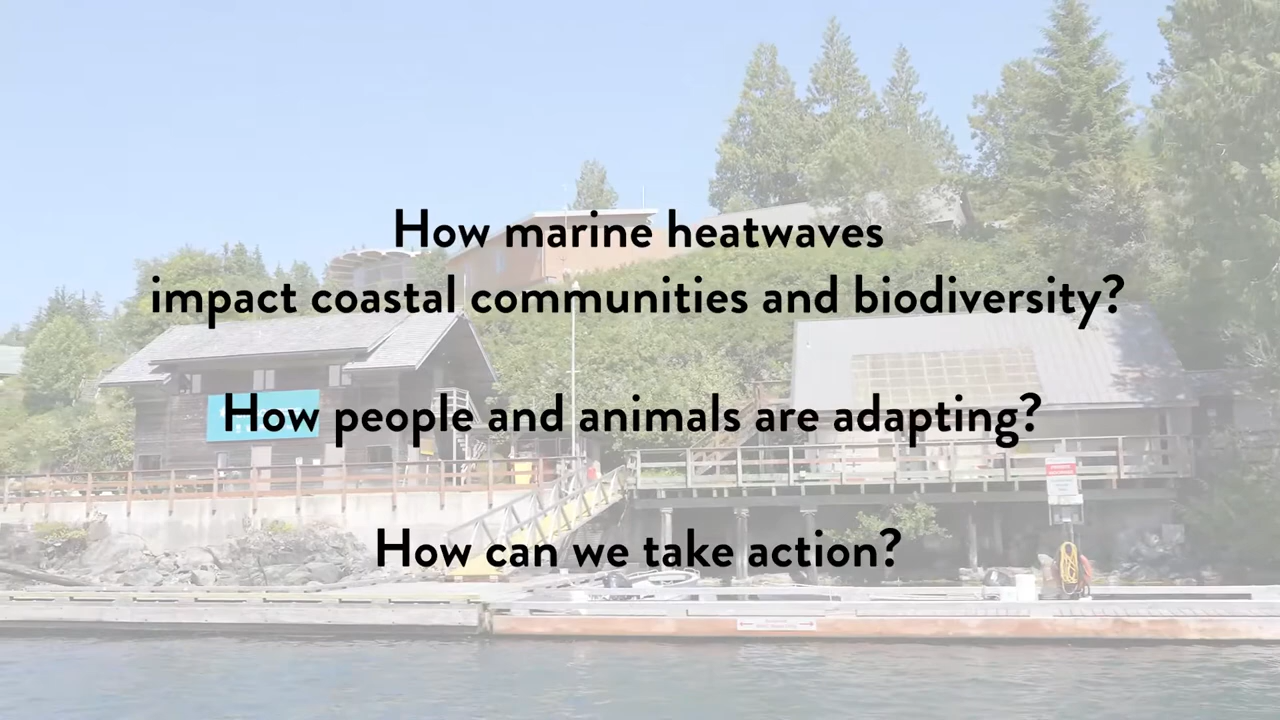 How marine heatwaves
impact coastal communities and biodiversity?
How people and animals are adapting?
How can we take action?